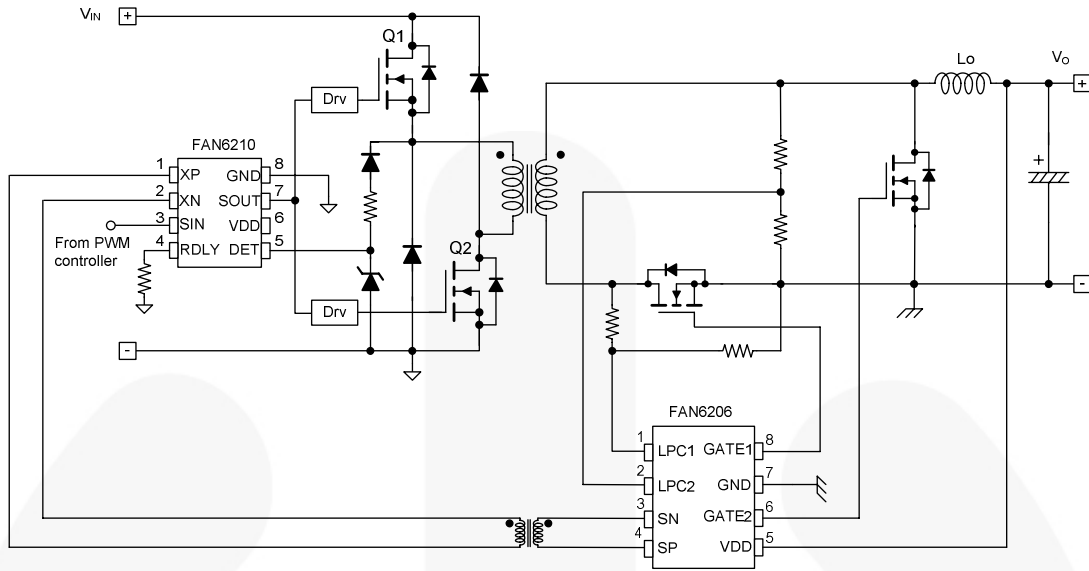 VIN
+
Q1
Drv
Lo
VO
+
FAN6210
1 XP GND 8
2 XN SOUT 7
3 SIN VDD 6
4 RDLY DET 5
From PWM
controller
+
Q2
Drv
-
-
FAN6206
1 LPC1 GATE1 8
2 LPC2 GND 7
3 SN GATE2 6
4 SP VDD 5